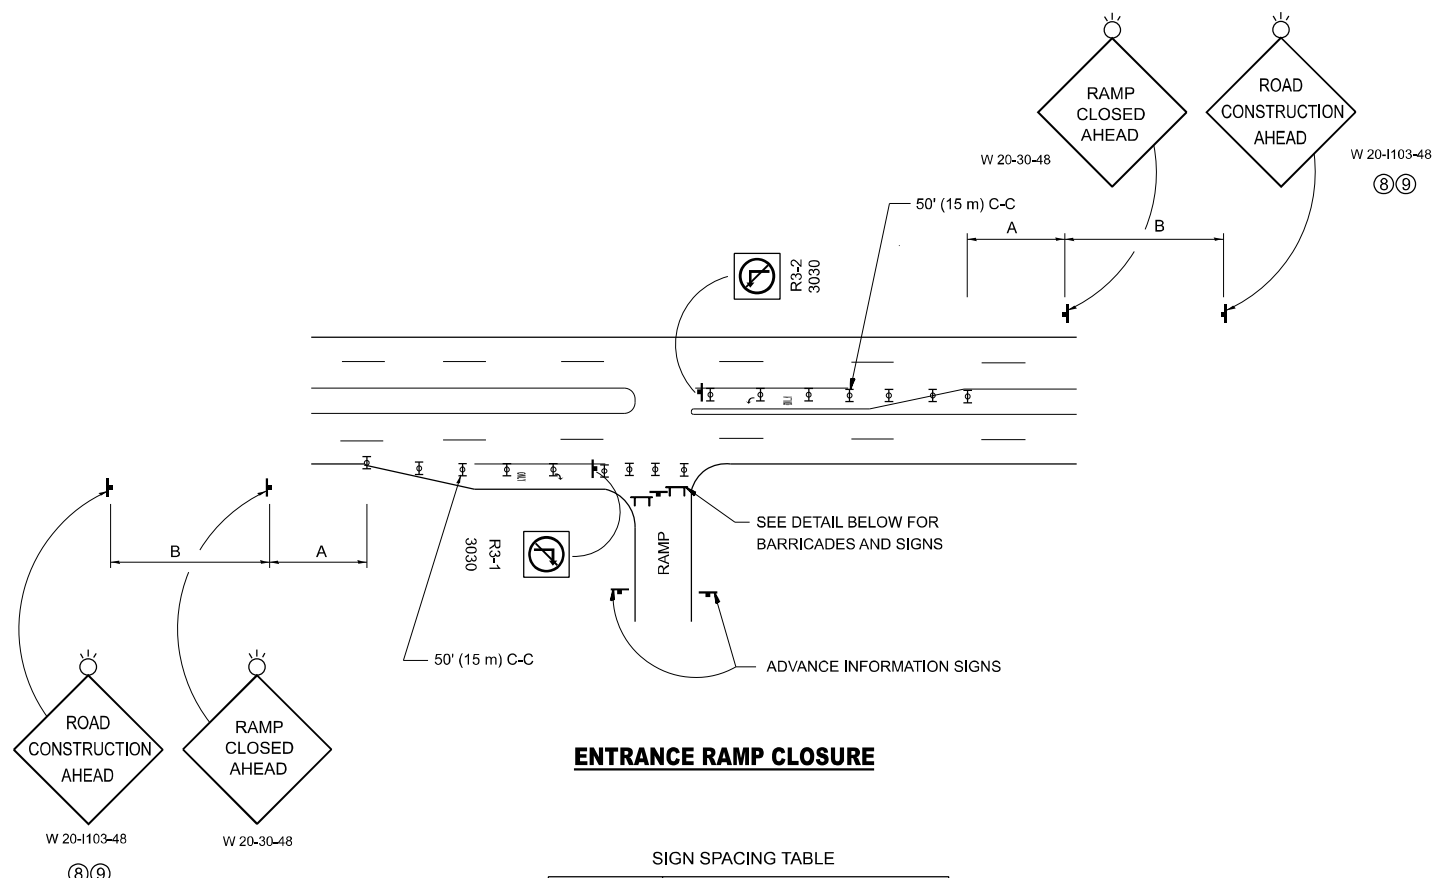 RAMP
CLOSED
AHEAD
W 20-30-48
ROAD
CONSTRUCTION
AHEAD
W 20-I103-48
⑧⑨
50' (15 m) C-C
A
B
R3-2
3030
SEE DETAIL BELOW FOR
BARRICADES AND SIGNS
RAMP
R3-1
3030
B
A
50' (15 m) C-C
ADVANCE INFORMATION SIGNS
ROAD
CONSTRUCTION
AHEAD
W 20-I103-48
⑧⑨
RAMP
CLOSED
AHEAD
W 20-30-48
ENTRANCE RAMP CLOSURE
SIGN SPACING TABLE